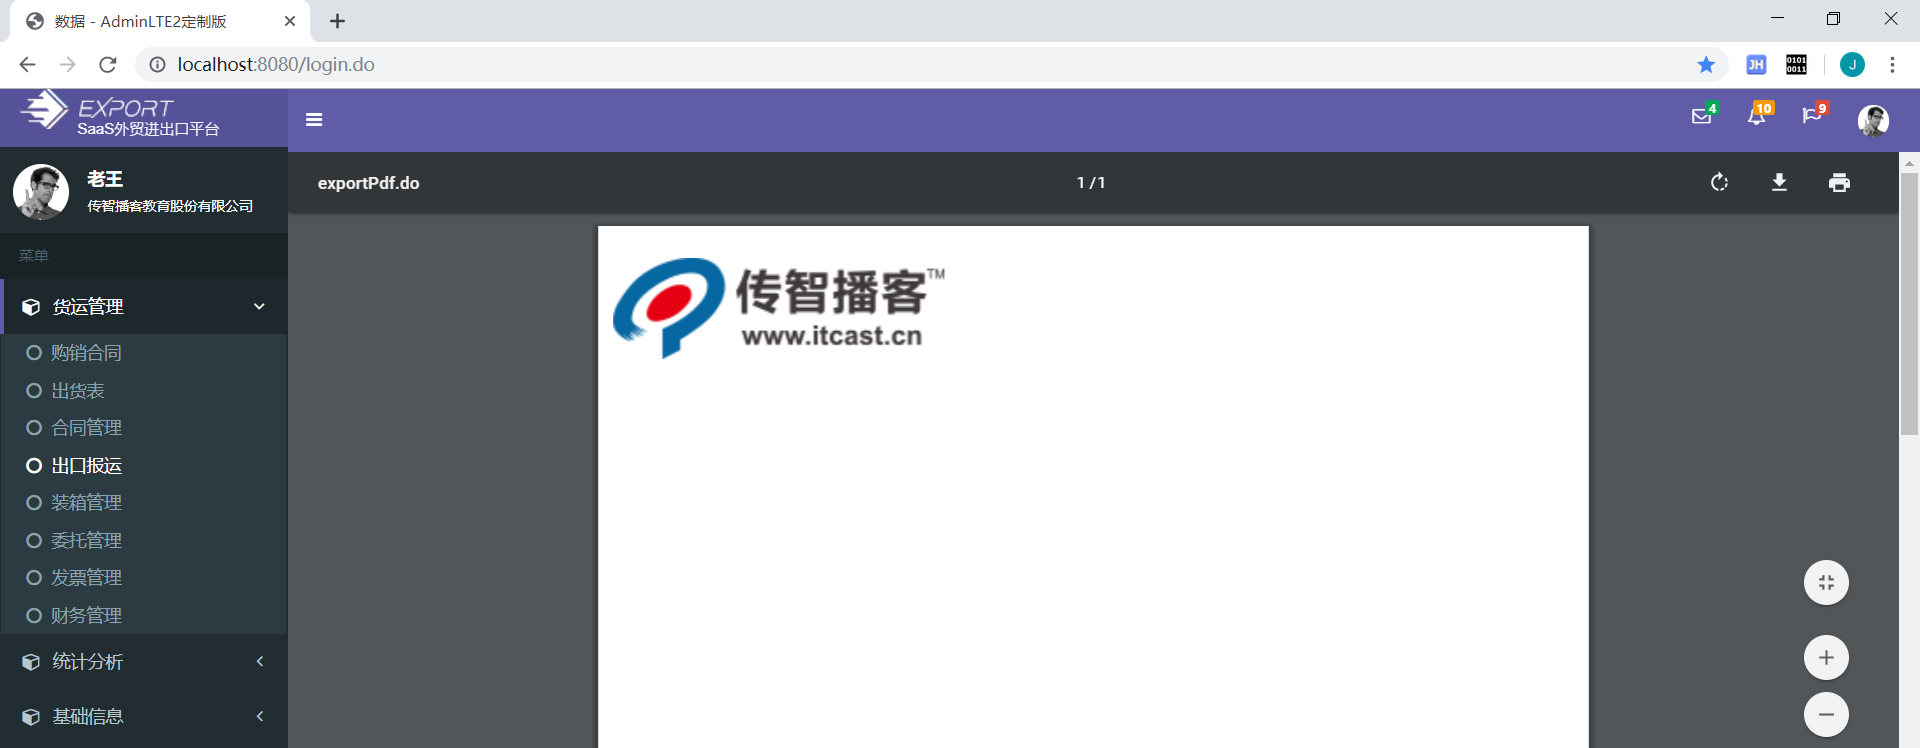 数据 - AdminLTE2定制版
localhost:8080/login.do
JH
0101
0011
J
EXPORT
SaaS外贸进出口平台
4
10
9
老王
传智播客教育股份有限公司
exportPdf.do
1 / 1
菜单
货运管理
购销合同
出货表
合同管理
出口报运
装箱管理
委托管理
发票管理
财务管理
统计分析
基础信息
传智播客TM
www.itcast.cn